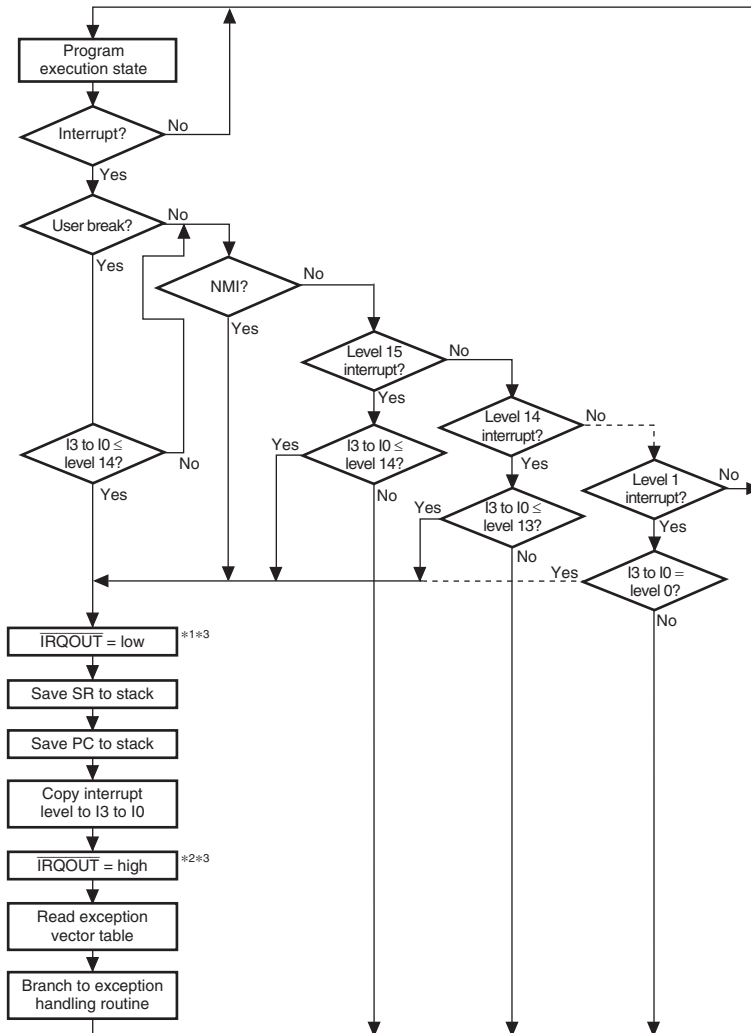 Program
execution state
Interrupt?
No
Yes
User break?
No
Yes
NMI?
No
Yes
Level 15
interrupt?
No
Yes
Level 14
interrupt?
No
Yes
I3 to I0 ≤
level 14?
No
Yes
Yes
I3 to I0 ≤
level 14?
No
Level 1
interrupt?
No
Yes
Yes
I3 to I0 ≤
level 13?
No
Yes
I3 to I0 =
level 0?
No
IRQOUT = low
*1*3
Save SR to stack
Save PC to stack
Copy interrupt
level to I3 to I0
IRQOUT = high
*2*3
Read exception
vector table
Branch to exception
handling routine